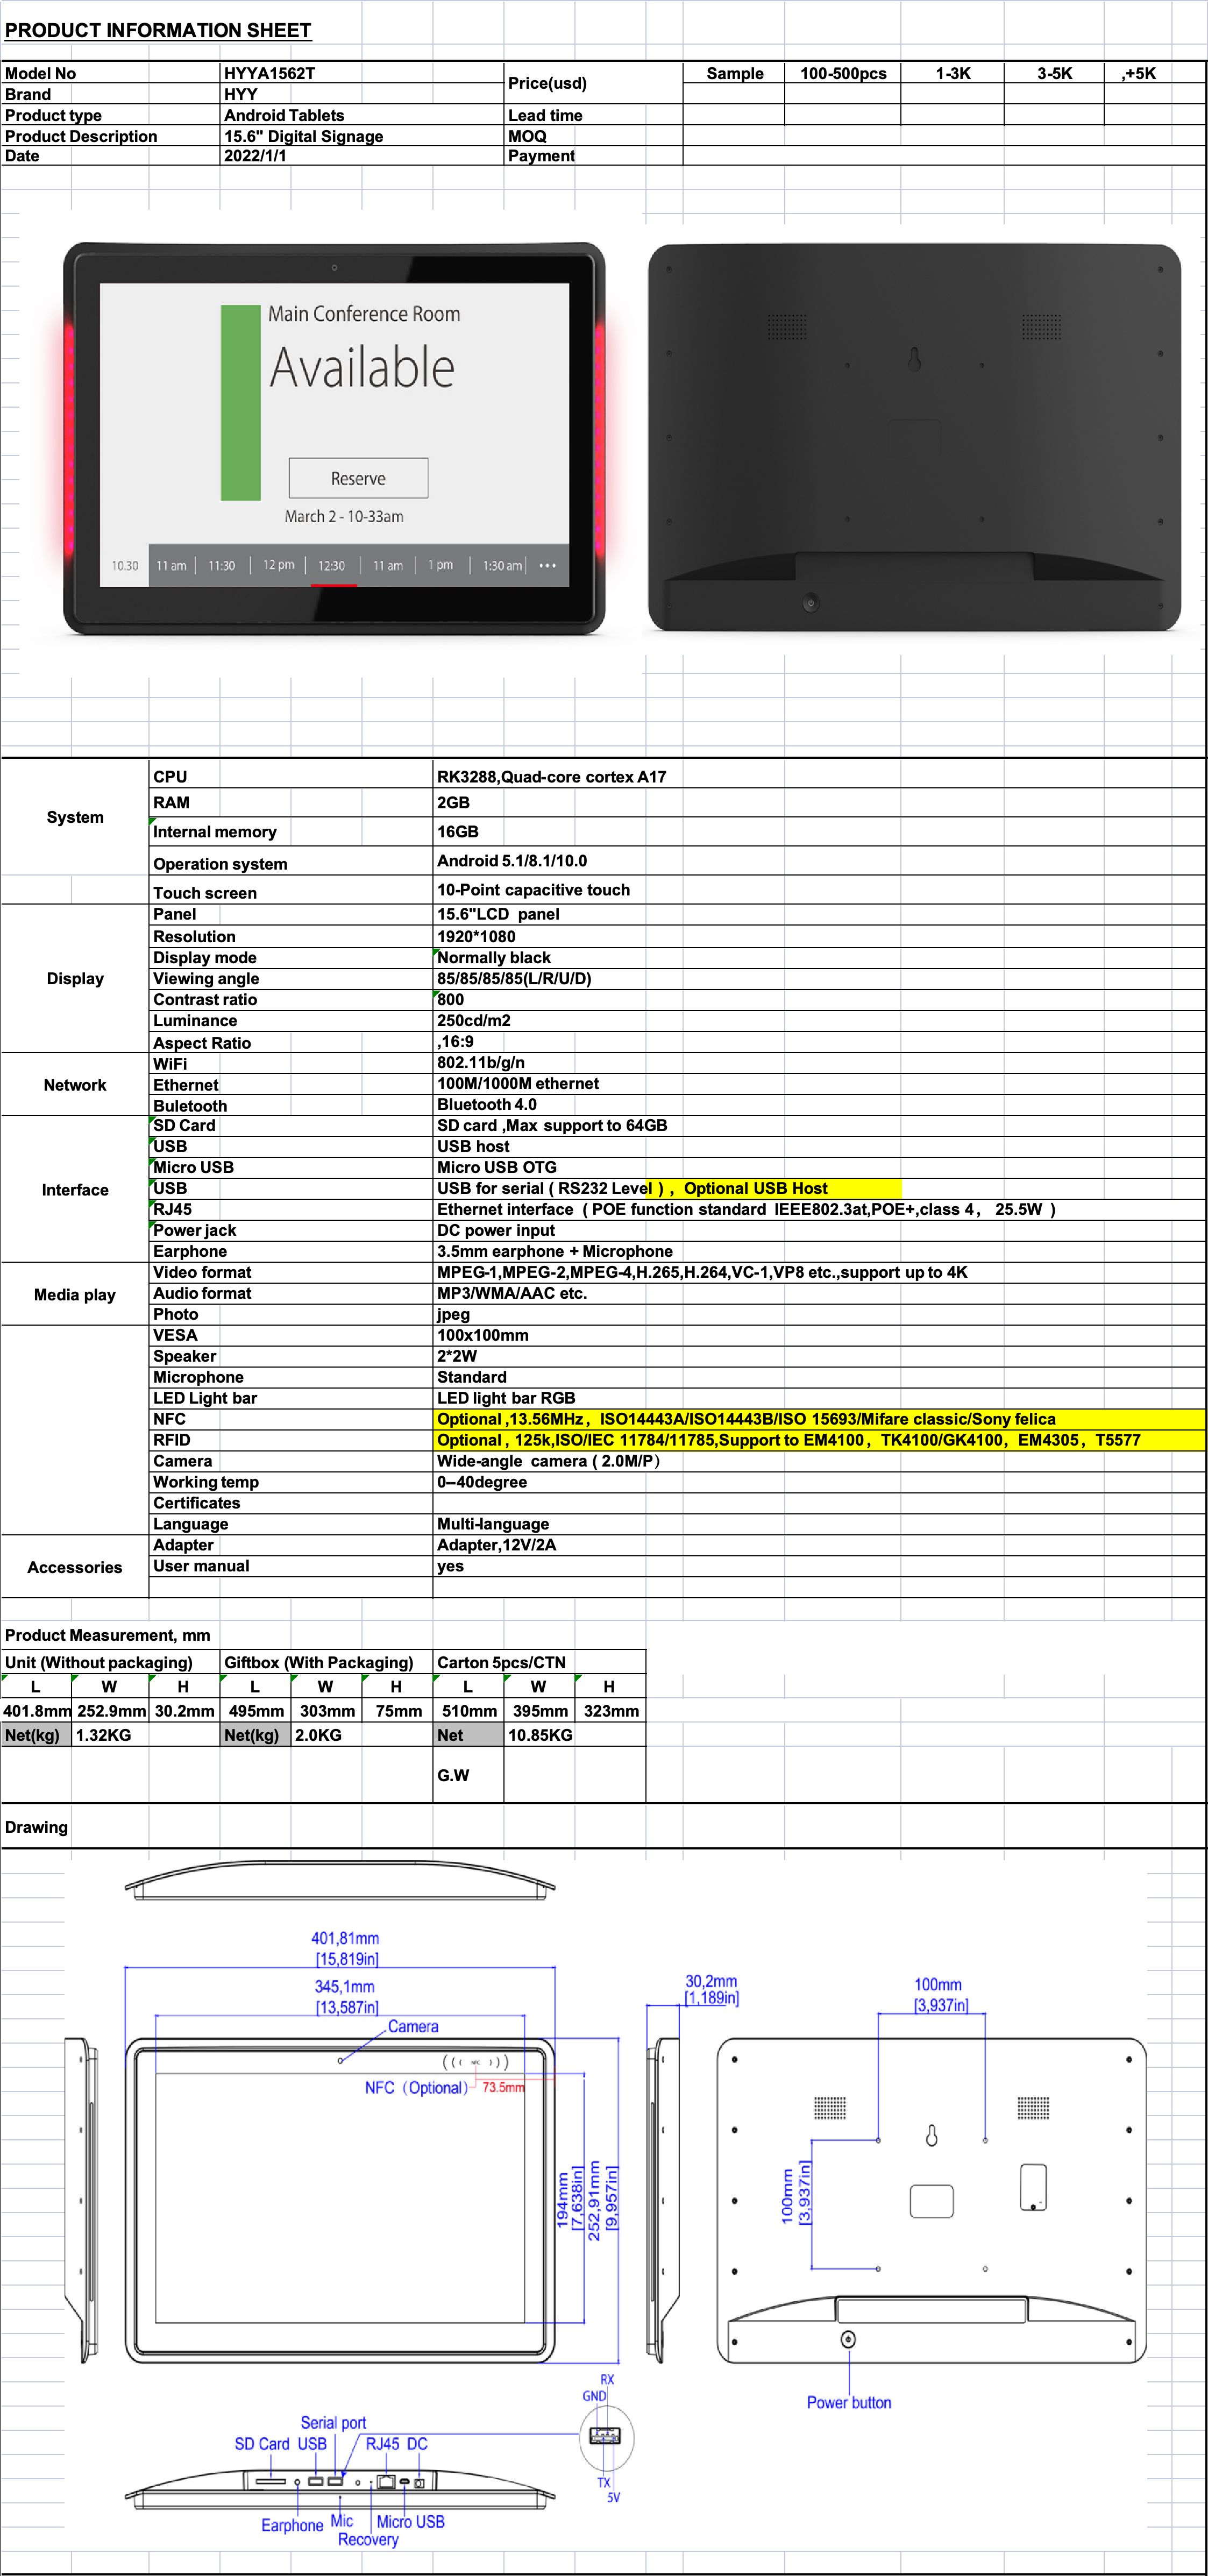 PRODUCT INFORMATION SHEET
Model No HYYA1562T Price(usd) Sample 100-500pcs 1-3K 3-5K ,+5K
Brand HYY
Product type Android Tablets Lead time
Product Description 15.6" Digital Signage MOQ
Date 2022/1/1 Payment
Main Conference Room
Available
Reserve
March 2 - 10-33am
10.30 11 am 11:30 12 pm 12:30 11 am 1 pm 1:30 am •••
System
CPU RK3288,Quad-core cortex A17
RAM 2GB
Internal memory 16GB
Operation system Android 5.1/8.1/10.0
Touch screen 10-Point capacitive touch
Display
Panel 15.6"LCD panel
Resolution 1920*1080
Display mode Normally black
Viewing angle 85/85/85/85(L/R/U/D)
Contrast ratio 800
Luminance 250cd/m2
Aspect Ratio ,16:9
Network
WiFi 802.11b/g/n
Ethernet 100M/1000M ethernet
Buletooth Bluetooth 4.0
Interface
SD Card SD card ,Max support to 64GB
USB USB host
Micro USB Micro USB OTG
USB USB for serial ( RS232 Level ) , Optional USB Host
RJ45 Ethernet interface ( POE function standard IEEE802.3at,POE+,class 4, 25.5W )
Power jack DC power input
Earphone 3.5mm earphone + Microphone
Media play
Video format MPEG-1,MPEG-2,MPEG-4,H.265,H.264,VC-1,VP8 etc.,support up to 4K
Audio format MP3/WMA/AAC etc.
Photo jpeg
VESA 100x100mm
Speaker 2*2W
Microphone Standard
LED Light bar LED light bar RGB
NFC Optional ,13.56MHz, ISO14443A/ISO14443B/ISO 15693/Mifare classic/Sony felica
RFID Optional , 125k,ISO/IEC 11784/11785,Support to EM4100, TK4100/GK4100, EM4305, T5577
Camera Wide-angle camera ( 2.0M/P)
Working temp 0--40degree
Certificates
Language Multi-language
Accessories
Adapter Adapter,12V/2A
User manual yes
Product Measurement, mm
Unit (Without packaging) Giftbox (With Packaging) Carton 5pcs/CTN
L W H L W H L W H
401.8mm 252.9mm 30.2mm 495mm 303mm 75mm 510mm 395mm 323mm
Net(kg) 1.32KG Net(kg) 2.0KG Net 10.85KG
G.W
Drawing
401,81mm
[15,819in]
345,1mm
[13,587in]
Camera
NFC
NFC (Optional)
73.5mm
194mm
[7,638in]
252,91mm
[9,957in]
30,2mm
[1,189in]
100mm
[3,937in]
100mm
[3,937in]
Power button
RX
GND
TX
5V
Serial port
SD Card USB RJ45 DC
Earphone Mic Micro USB
Recovery